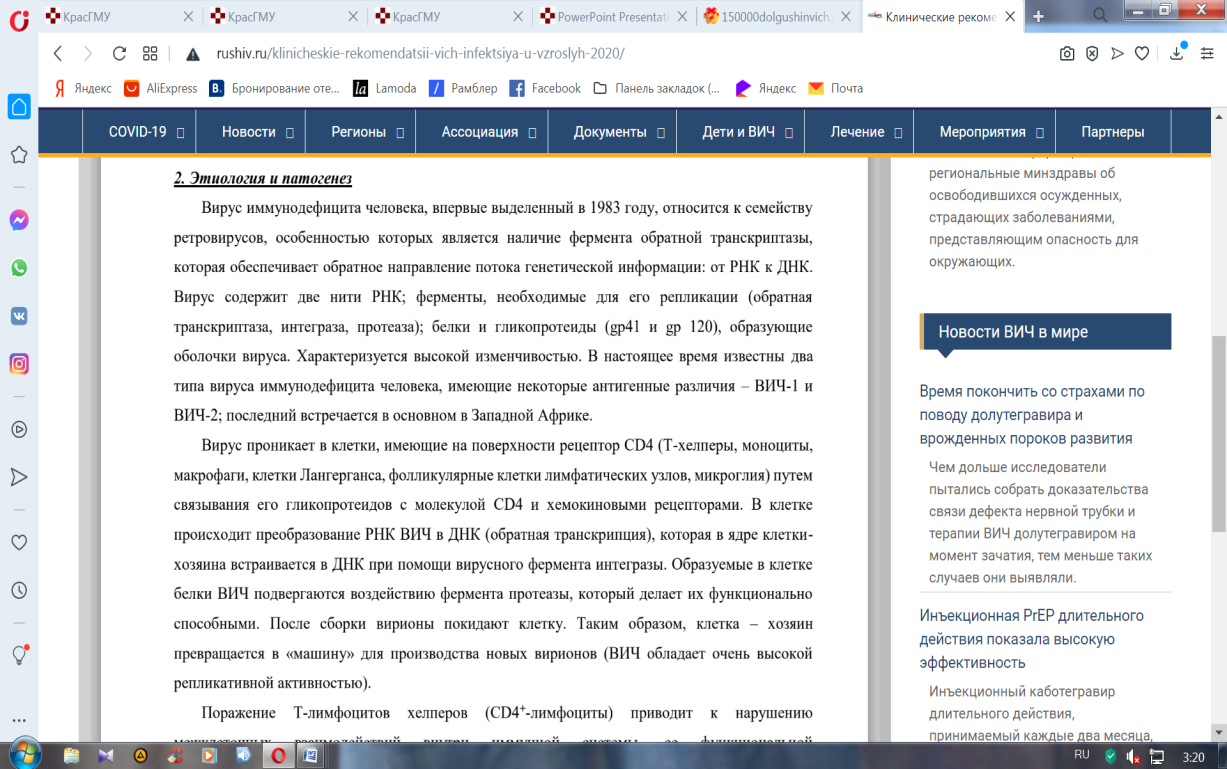 КрасГМУ
КрасГМУ
КрасГМУ
PowerPoint Presentati
150000dolgushinvich.
Клинические рекоме
rushiv.ru/klinicheskie-rekomendatsii-vich-infektsiya-u-vzroslyh-2020/
Яндекс
AliExpress
Бронирование оте...
Lamoda
Рамблер
Facebook
Панель закладок (...
Яндекс
Почта
COVID-19
Новости
Регионы
Ассоциация
Документы
Дети и ВИЧ
Лечение
Мероприятия
Партнеры
2. Этиология и патогенез
Вирус иммунодефицита человека, впервые выделенный в 1983 году, относится к семейству
ретровирусов, особенностью которых является наличие фермента обратной транскриптазы,
которая обеспечивает обратное направление потока генетической информации: от РНК к ДНК.
Вирус содержит две нити РНК; ферменты, необходимые для его репликации (обратная
транскриптаза, интеграза, протеаза); белки и гликопротеиды (gp41 и gp 120), образующие
оболочки вируса. Характеризуется высокой изменчивостью. В настоящее время известны два
типа вируса иммунодефицита человека, имеющие некоторые антигенные различия – ВИЧ-1 и
ВИЧ-2; последний встречается в основном в Западной Африке.
Вирус проникает в клетки, имеющие на поверхности рецептор CD4 (Т-хелперы, моноциты,
макрофаги, клетки Лангерганса, фолликулярные клетки лимфатических узлов, микроглия) путем
связывания его гликопротеидов с молекулой CD4 и хемокиновыми рецепторами. В клетке
происходит преобразование РНК ВИЧ в ДНК (обратная транскрипция), которая в ядре клетки-
хозяина встраивается в ДНК при помощи вирусного фермента интегразы. Образуемые в клетке
белки ВИЧ подвергаются воздействию фермента протеазы, который делает их функционально
способными. После сборки вирионы покидают клетку. Таким образом, клетка – хозяин
превращается в «машину» для производства новых вирионов (ВИЧ обладает очень высокой
репликативной активностью).
Поражение Т-лимфоцитов хелперов (CD4⁺-лимфоциты) приводит к нарушению
межклеточных взаимодействий внутри иммунной системы, ее функциональной
региональные минздравы об
освободившихся осужденных,
страдающих заболеваниями,
представляющим опасность для
окружающих.
Новости ВИЧ в мире
Время покончить со страхами по
поводу долутегравира и
врожденных пороков развития
Чем дольше исследователи
пытались собрать доказательства
связи дефекта нервной трубки и
терапии ВИЧ долутегравиром на
момент зачатия, тем меньше таких
случаев они выявляли.
Инъекционная PrEP длительного
действия показала высокую
эффективность
Инъекционный каботегравир
длительного действия,
принимаемый каждые два месяца,
RU
3:20